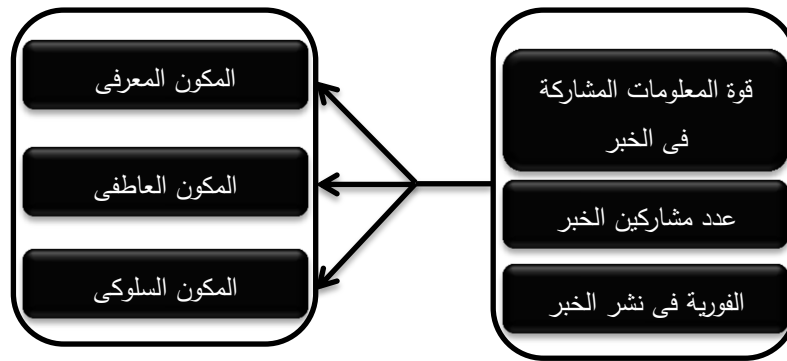 قوة المعلومات المشاركة
فى الخبر
عدد مشاركين الخبر
الفورية فى نشر الخبر
المكون المعرفى
المكون العاطفى
المكون السلوكى